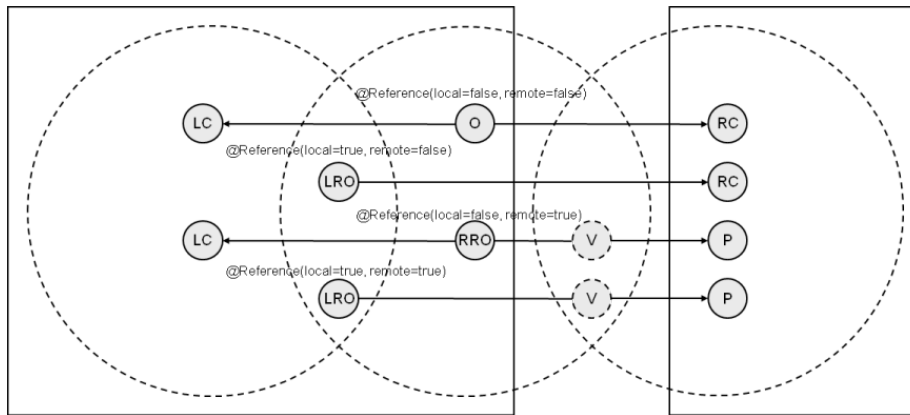 @Reference(local=false, remote=false)
LC O RC
@Reference(local=true, remote=false)
LRO RC
@Reference(local=false, remote=true)
LC RRO V P
@Reference(local=true, remote=true)
LRO V P